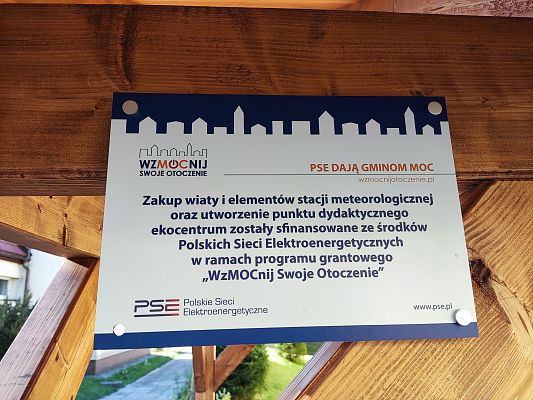 WZMOCNIJ
SWOJE OTOCZENIE
PSE DAJĄ GMINOM MOC
wzmocnijotoczenie.pl
Zakup wiaty i elementów stacji meteorologicznej
oraz utworzenie punktu dydaktycznego
ekocentrum zostały sfinansowane ze środków
Polskich Sieci Elektroenergetycznych
w ramach programu grantowego
„WzMOCnij Swoje Otoczenie”
PSE Polskie Sieci
Elektroenergetyczne
www.pse.pl